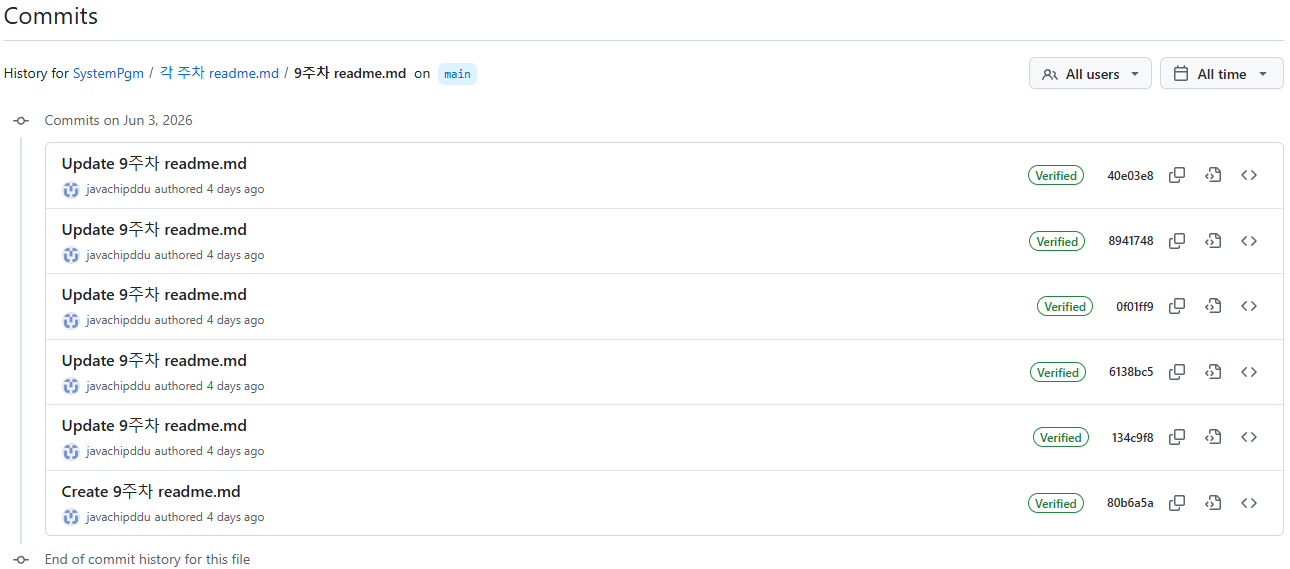 Commits
History for SystemPgm / 각 주차 readme.md / 9주차 readme.md on main
All users
All time
Commits on Jun 3, 2026
Update 9주차 readme.md
javachipddu authored 4 days ago
Verified
40e03e8
Update 9주차 readme.md
javachipddu authored 4 days ago
Verified
8941748
Update 9주차 readme.md
javachipddu authored 4 days ago
Verified
0f01ff9
Update 9주차 readme.md
javachipddu authored 4 days ago
Verified
6138bc5
Update 9주차 readme.md
javachipddu authored 4 days ago
Verified
134c9f8
Create 9주차 readme.md
javachipddu authored 4 days ago
Verified
80b6a5a
End of commit history for this file